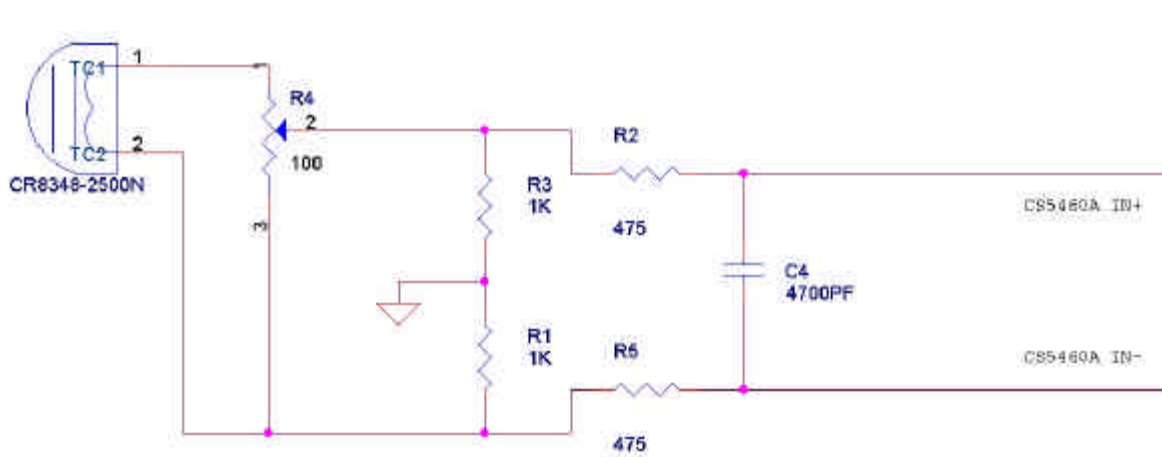 TC1
1
1
R4
2
R2
TC2
2
100
CR8348-2500N
R3
1K
CS5460A IN+
3
475
C4
4700PF
R1
1K
R5
CS5460A IN-
475